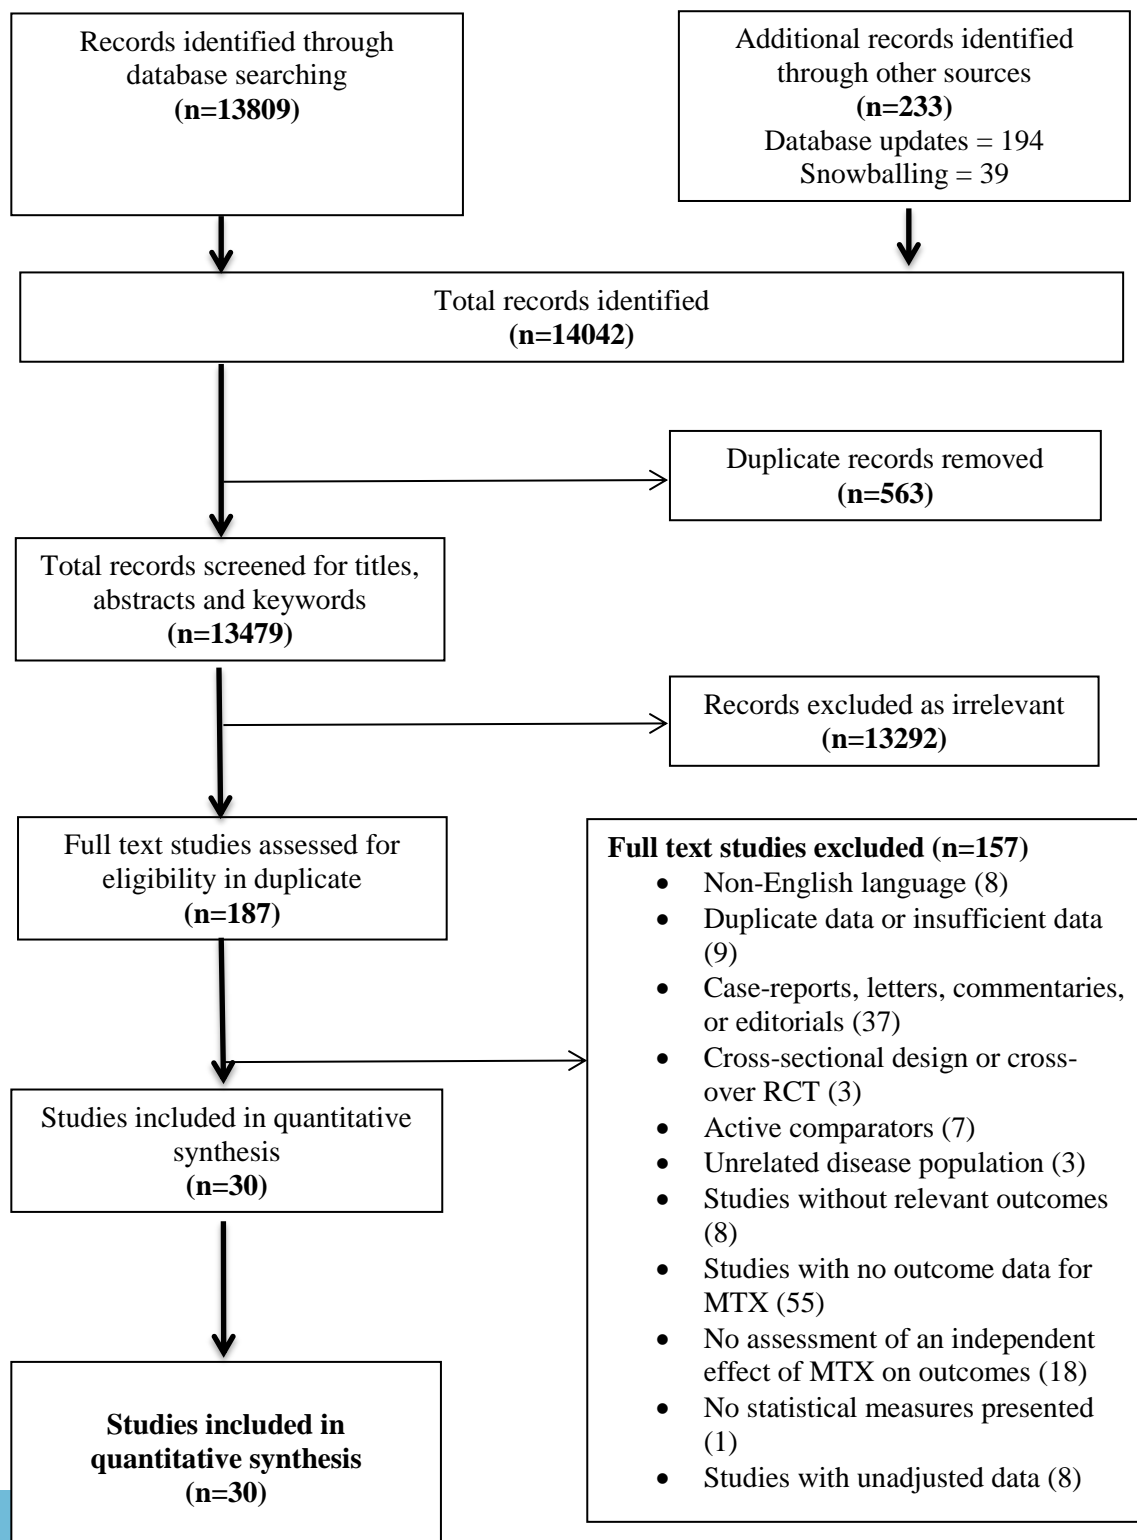 Records identified through
database searching
(n=13809)
Additional records identified
through other sources
(n=233)
Database updates = 194
Snowballing = 39
Total records identified
(n=14042)
Duplicate records removed
(n=563)
Total records screened for titles,
abstracts and keywords
(n=13479)
Records excluded as irrelevant
(n=13292)
Full text studies assessed for
eligibility in duplicate
(n=187)
Full text studies excluded (n=157)
• Non-English language (8)
• Duplicate data or insufficient data
(9)
• Case-reports, letters, commentaries,
or editorials (37)
• Cross-sectional design or cross-
over RCT (3)
• Active comparators (7)
• Unrelated disease population (3)
• Studies without relevant outcomes
(8)
• Studies with no outcome data for
MTX (55)
• No assessment of an independent
effect of MTX on outcomes (18)
• No statistical measures presented
(1)
• Studies with unadjusted data (8)
Studies included in quantitative
synthesis
(n=30)
Studies included in
quantitative synthesis
(n=30)